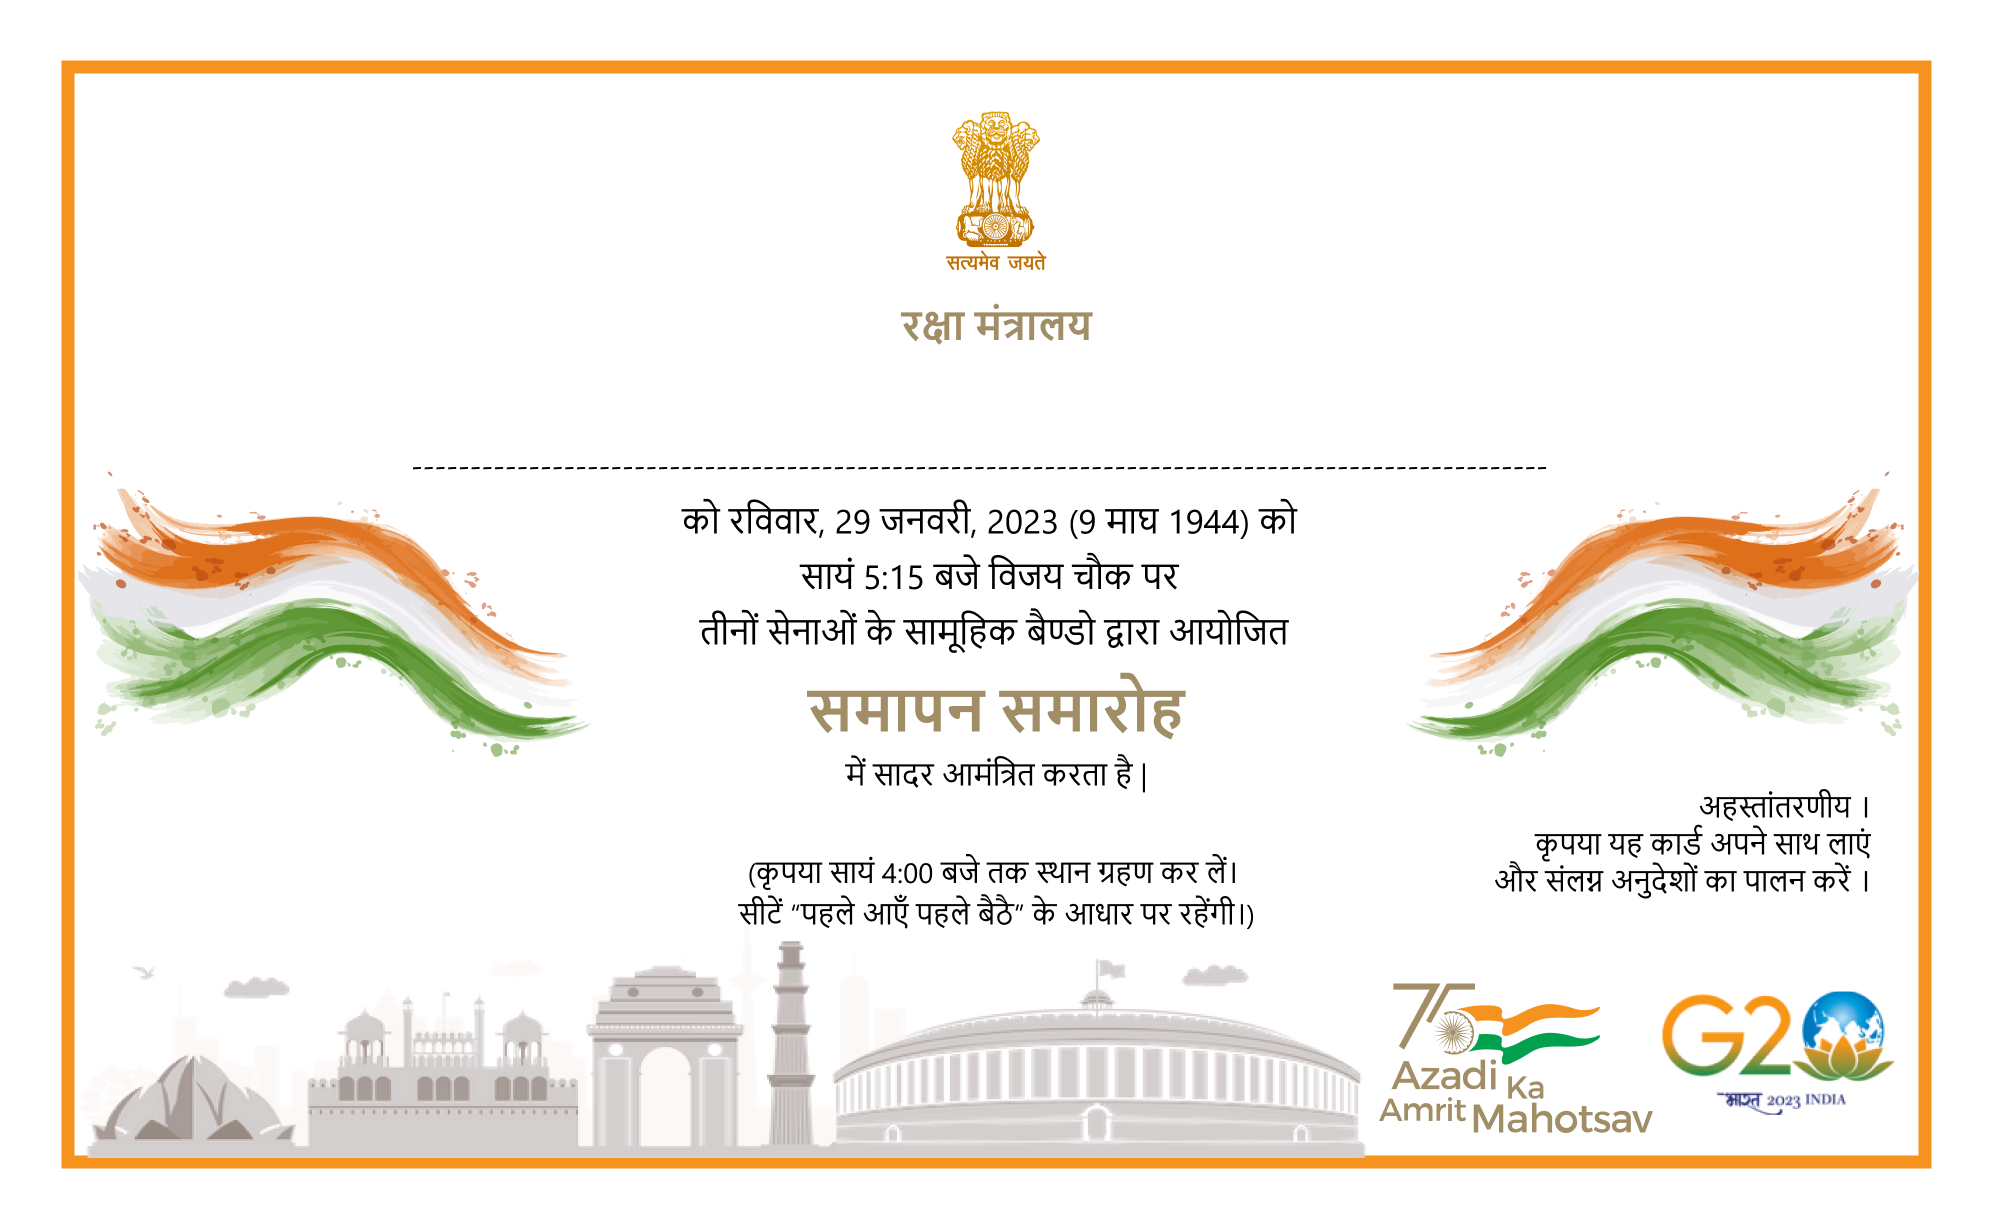 सत्यमेव जयते
रक्षा मंत्रालय
--------------------------------------------------------------------------------------------------
को रविवार, 29 जनवरी, 2023 (9 माघ 1944) को
सायं 5:15 बजे विजय चौक पर
तीनों सेनाओं के सामूहिक बैण्डो द्वारा आयोजित
समापन समारोह
में सादर आमंत्रित करता है|
अहस्तांतरणीय ।
कृपया यह कार्ड अपने साथ लाएं
और संलग्न अनुदेशों का पालन करें ।
(कृपया सायं 4:00 बजे तक स्थान ग्रहण कर लें।
सीटें “पहले आएँ पहले बैठै” के आधार पर रहेंगी।)
75
Azadi Ka
Amrit Mahotsav
G20
भारत 2023 INDIA